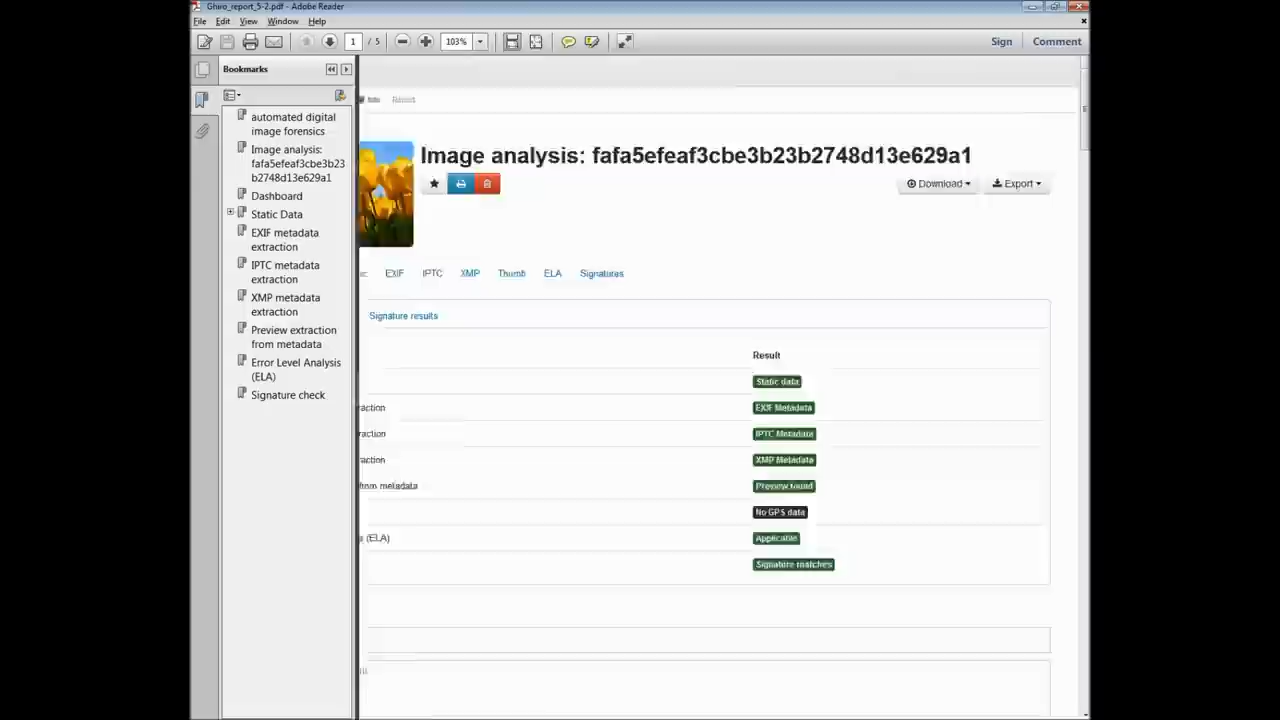 Ghiro_report_5-2.pdf - Adobe Reader
File Edit View Window Help
1 / 5 103% Sign Comment
Bookmarks
automated digital
image forensics
Image analysis:
fafa5efeaf3cbe3b23
b2748d13e629a1
Dashboard
Static Data
EXIF metadata
extraction
IPTC metadata
extraction
XMP metadata
extraction
Preview extraction
from metadata
Error Level Analysis
(ELA)
Signature check
Report
Image analysis: fafa5efeaf3cbe3b23b2748d13e629a1
Download Export
EXIF IPTC XMP Thumb ELA Signatures
Signature results
Result
Static data
raction EXIF Metadata
raction IPTC Metadata
raction XMP Metadata
from metadata Preview found
No GPS data
(ELA) Applicable
Signature matches